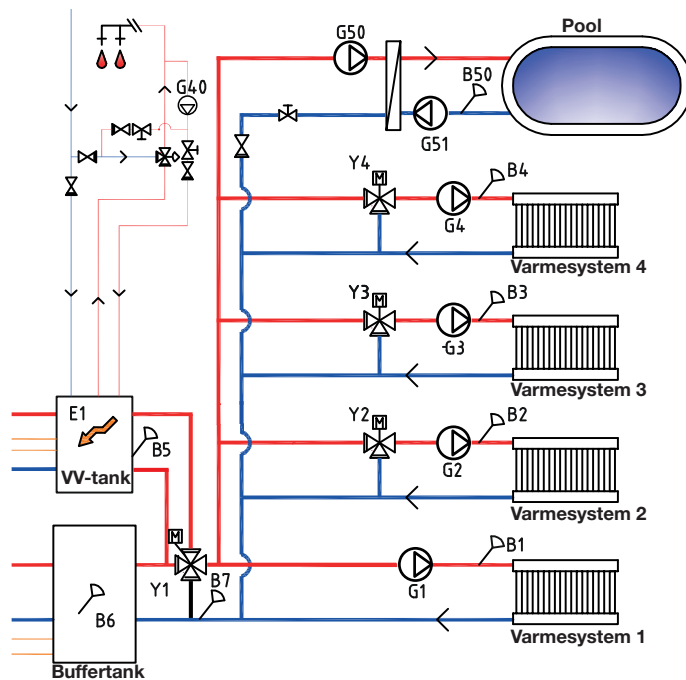 G50
Pool
G40
B50
G51
Y4
M
B4
G4
Varmesystem 4
Y3
M
B3
G3
Varmesystem 3
E1
Y2
M
B2
B5
G2
VV-tank
Varmesystem 2
M
B1
Y1
B7
G1
B6
Varmesystem 1
Buffertank